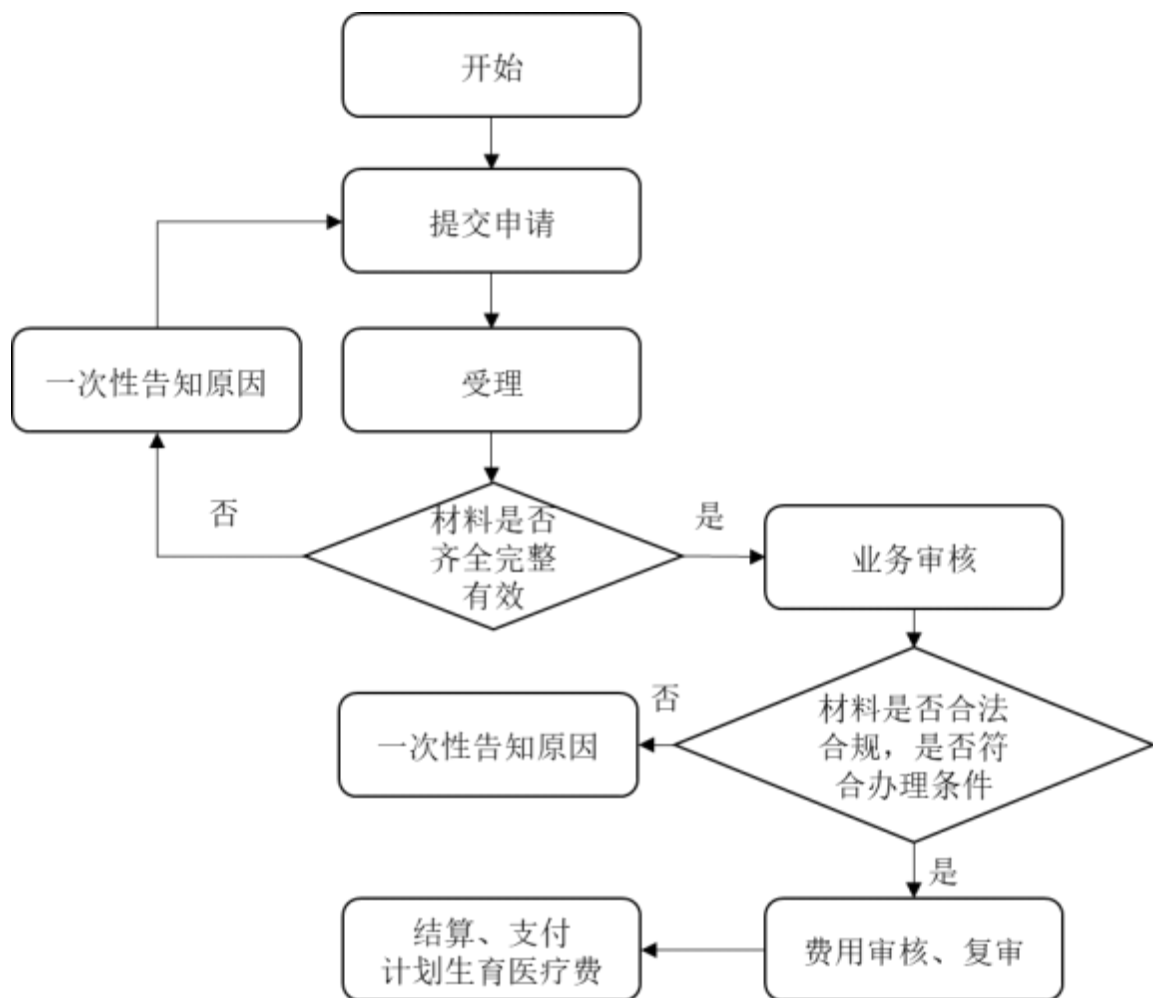 开始
提交申请
一次性告知原因
受理
否
材料是否
齐全完整
有效
是
业务审核
否
一次性告知原因
材料是否合法
合规，是否符
合办理条件
是
结算、支付
计划生育医疗费
费用审核、复审